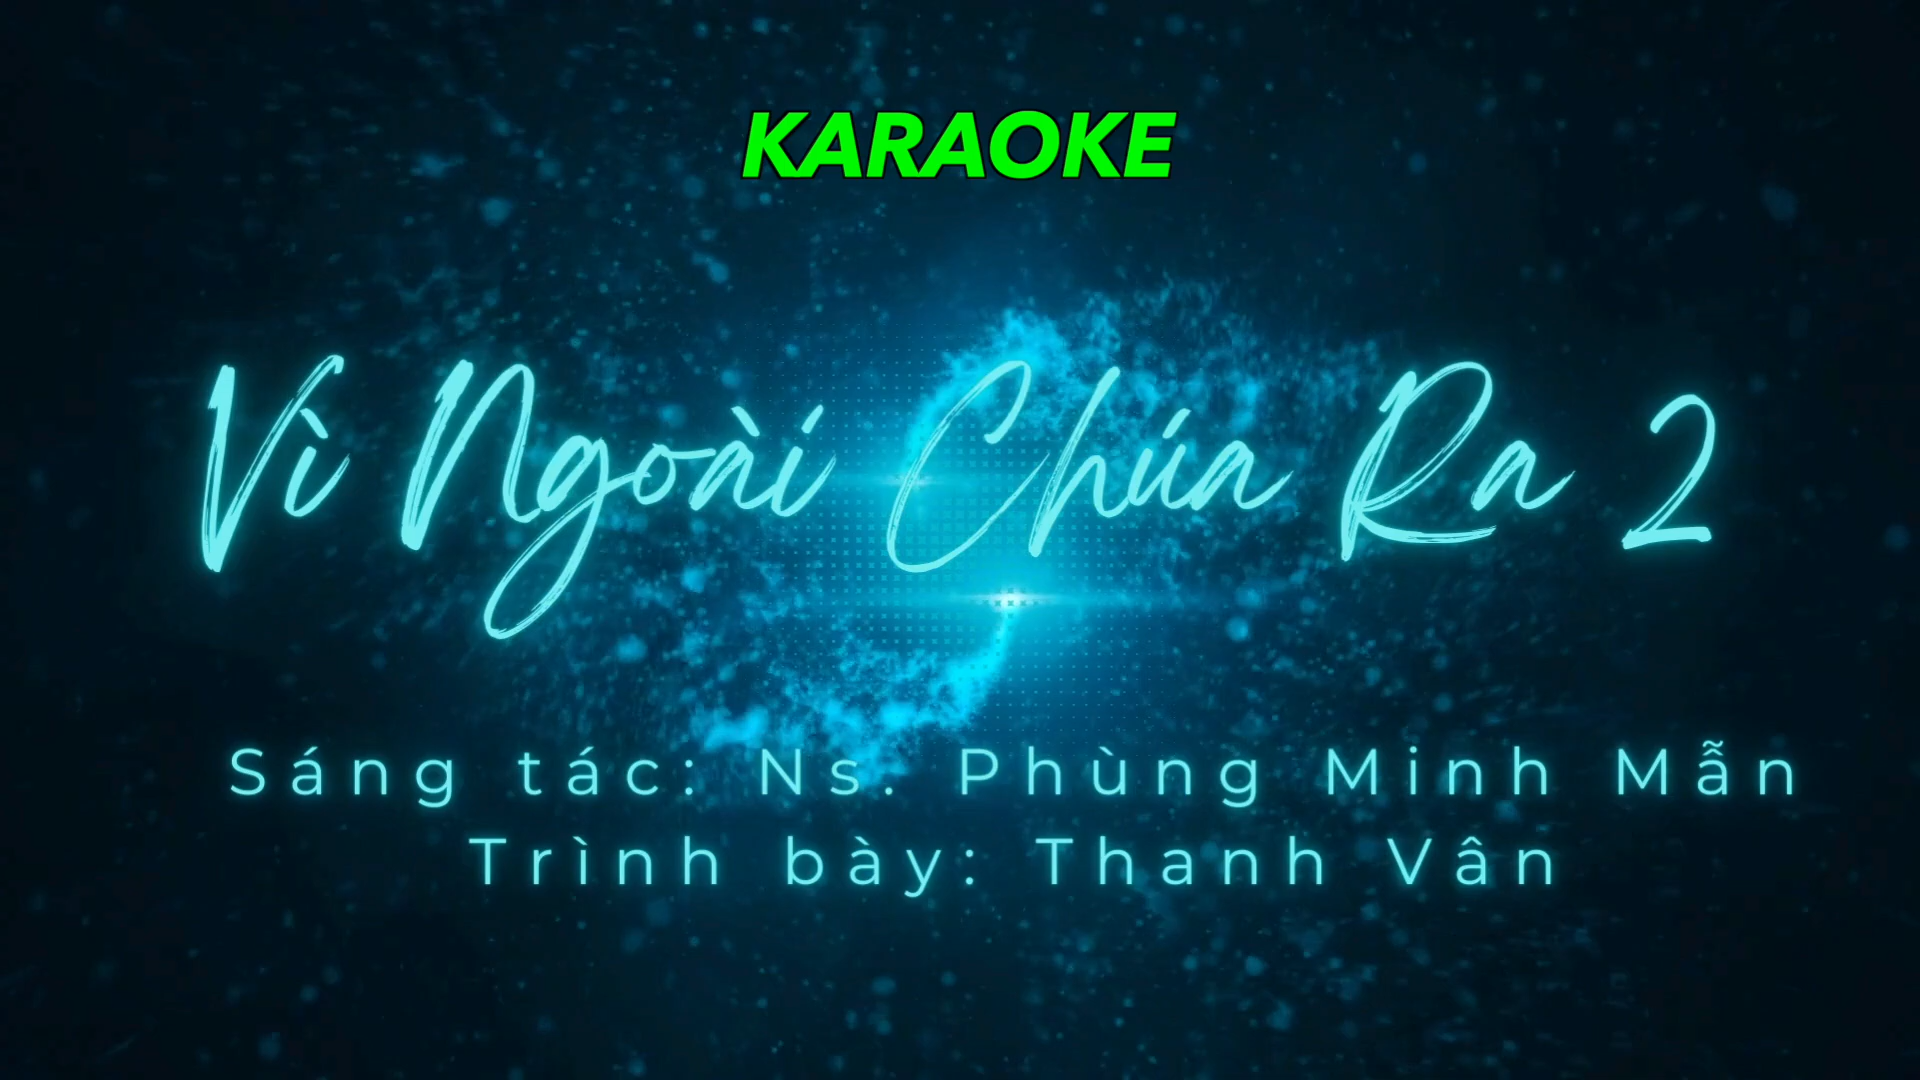 KARAOKE
Vì Ngoài Chúa Ra 2
Sáng tác: Ns. Phùng Minh Mẫn
Trình bày: Thanh Vân